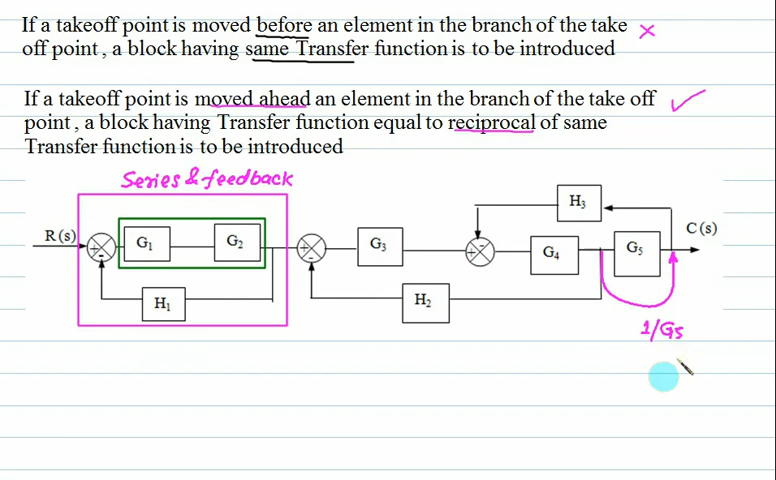 If a takeoff point is moved before an element in the branch of the take
off point , a block having same Transfer function is to be introduced
If a takeoff point is moved ahead an element in the branch of the take off
point , a block having Transfer function equal to reciprocal of same
Transfer function is to be introduced
Series & feedback
H3
R(s)
G1
G2
G3
G4
G5
C(s)
H1
H2
1/G5